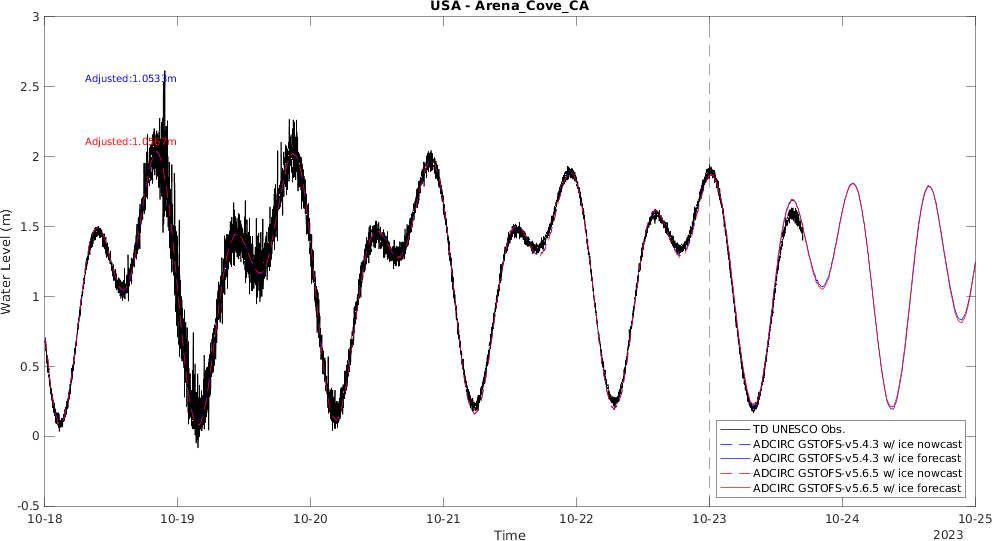 USA - Arena_Cove_CA
3
2.5
2
1.5
1
0.5
0
-0.5
Water Level (m)
Adjusted:1.0533m
Adjusted:1.0567m
TD UNESCO Obs.
ADCIRC GSTOFS-v5.4.3 w/ ice nowcast
ADCIRC GSTOFS-v5.4.3 w/ ice forecast
ADCIRC GSTOFS-v5.6.5 w/ ice nowcast
ADCIRC GSTOFS-v5.6.5 w/ ice forecast
10-18 10-19 10-20 10-21 10-22 10-23 10-24 10-25
Time
2023